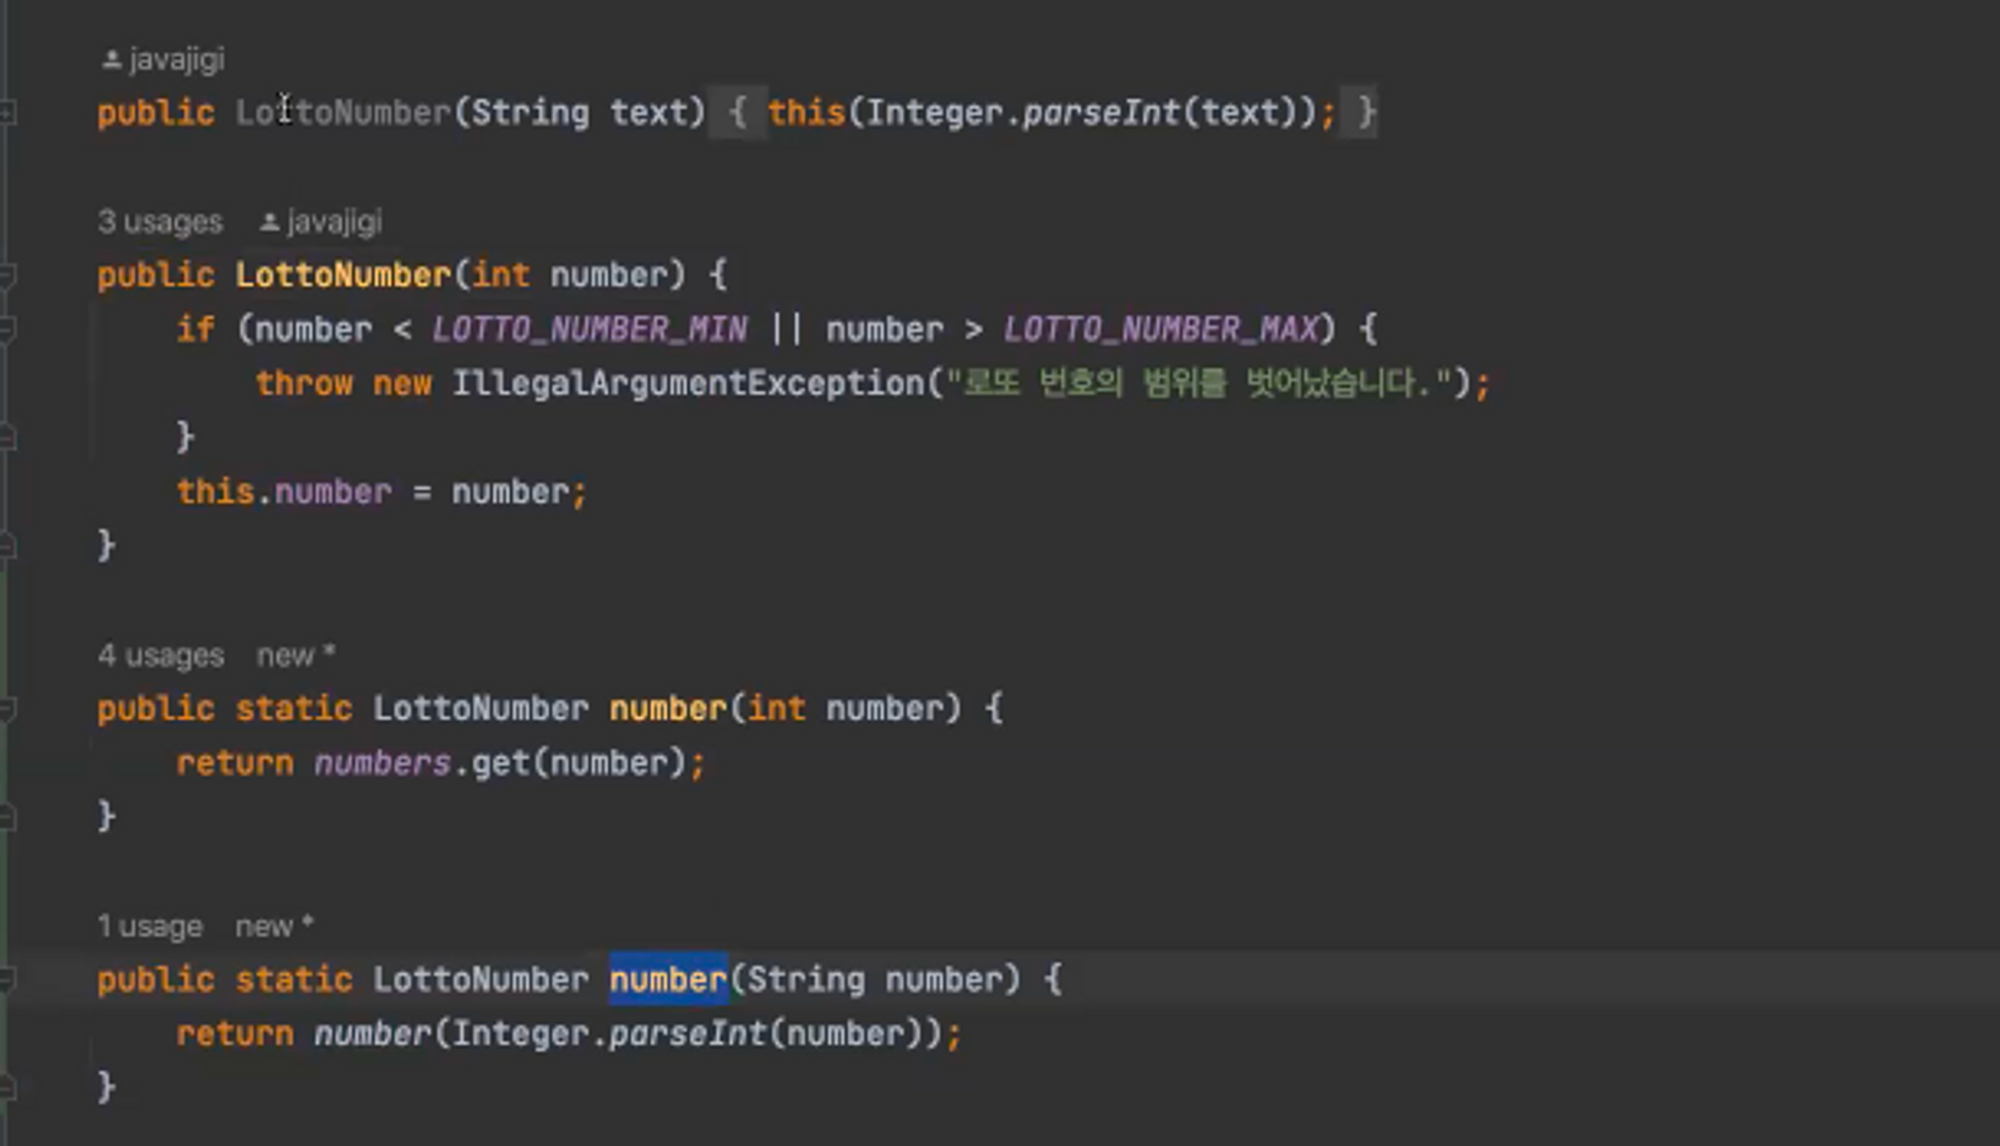 javajigi
public LottoNumber(String text) { this(Integer.parseInt(text)); }
3 usages javajigi
public LottoNumber(int number) {
if (number < LOTTO_NUMBER_MIN || number > LOTTO_NUMBER_MAX) {
throw new IllegalArgumentException("로또 번호의 범위를 벗어났습니다.");
}
this.number = number;
}
4 usages new *
public static LottoNumber number(int number) {
return numbers.get(number);
}
1 usage new *
public static LottoNumber number(String number) {
return number(Integer.parseInt(number));
}